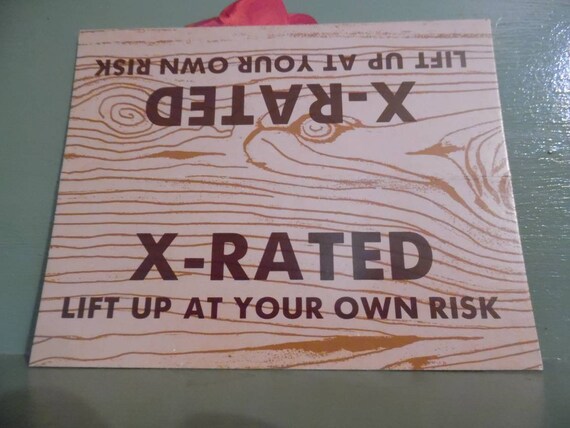 LIFT UP AT YOUR OWN RISK
X-RATED
X-RATED
LIFT UP AT YOUR OWN RISK